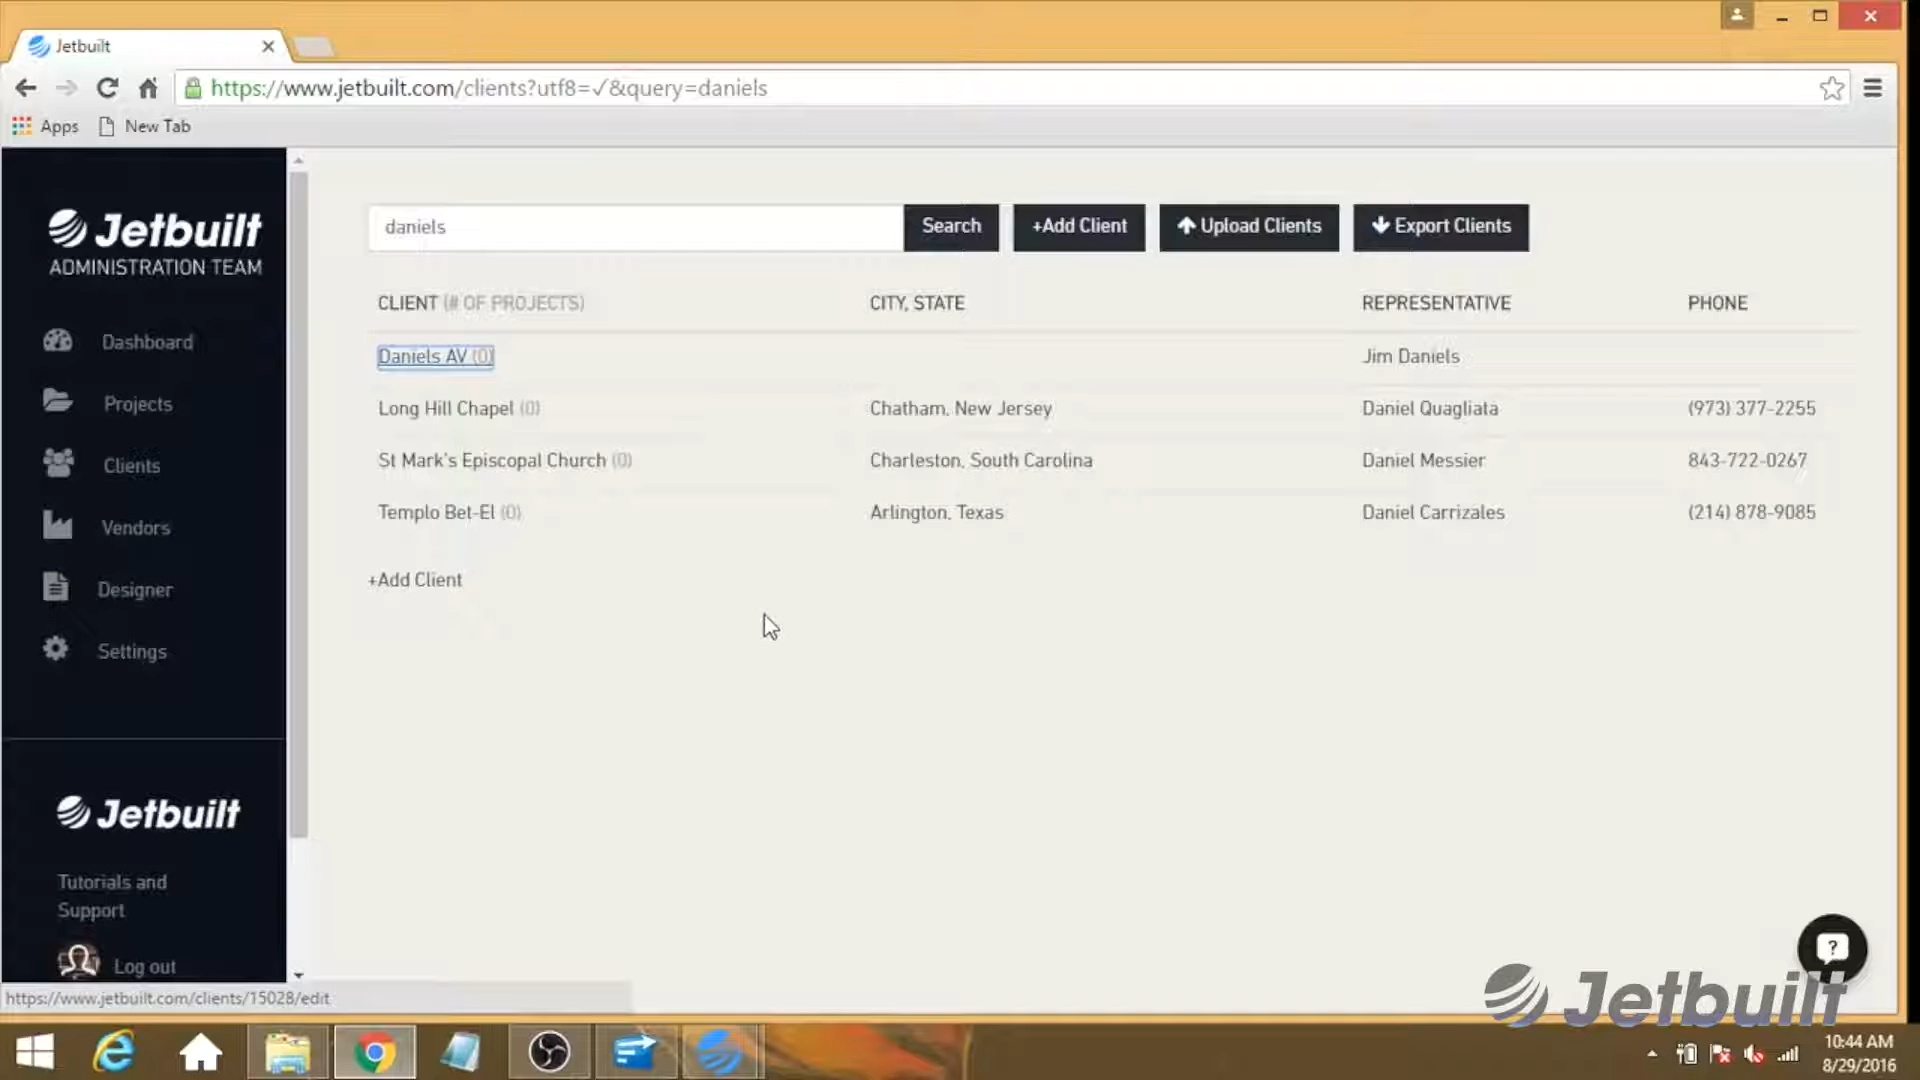 Jetbuilt
https://www.jetbuilt.com/clients?utf8=✓&query=daniels
Apps New Tab
Jetbuilt
ADMINISTRATION TEAM
Dashboard
Projects
Clients
Vendors
Designer
Settings
Jetbuilt
Tutorials and
Support
Log out
daniels Search +Add Client Upload Clients Export Clients
CLIENT (# OF PROJECTS) CITY, STATE REPRESENTATIVE PHONE
Daniels AV (0) Jim Daniels
Long Hill Chapel (0) Chatham, New Jersey Daniel Quagliata (973) 377-2255
St Mark's Episcopal Church (0) Charleston, South Carolina Daniel Messier 843-722-0267
Templo Bet-El (0) Arlington, Texas Daniel Carrizales (214) 878-9085
+Add Client
?
https://www.jetbuilt.com/clients/15028/edit
Jetbuilt
10:44 AM
8/29/2016